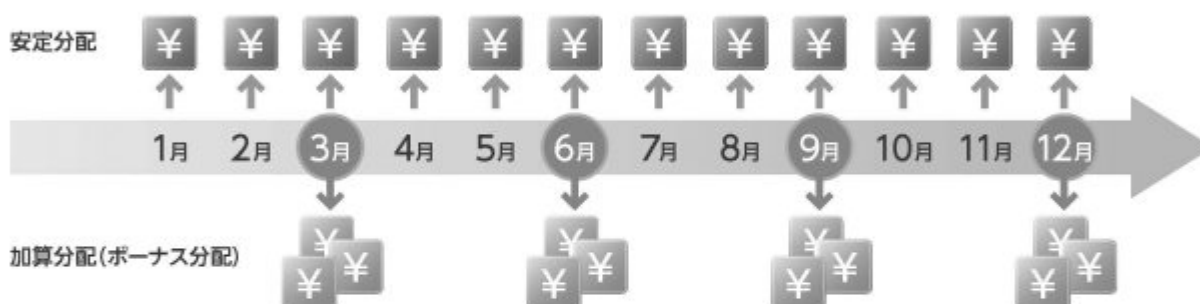 安定分配 ¥ ¥ ¥ ¥ ¥ ¥ ¥ ¥ ¥ ¥ ¥ ¥
1月 2月 3月 4月 5月 6月 7月 8月 9月 10月 11月 12月
加算分配(ボーナス分配) ¥ ¥ ¥ ¥ ¥ ¥ ¥ ¥ ¥ ¥ ¥ ¥